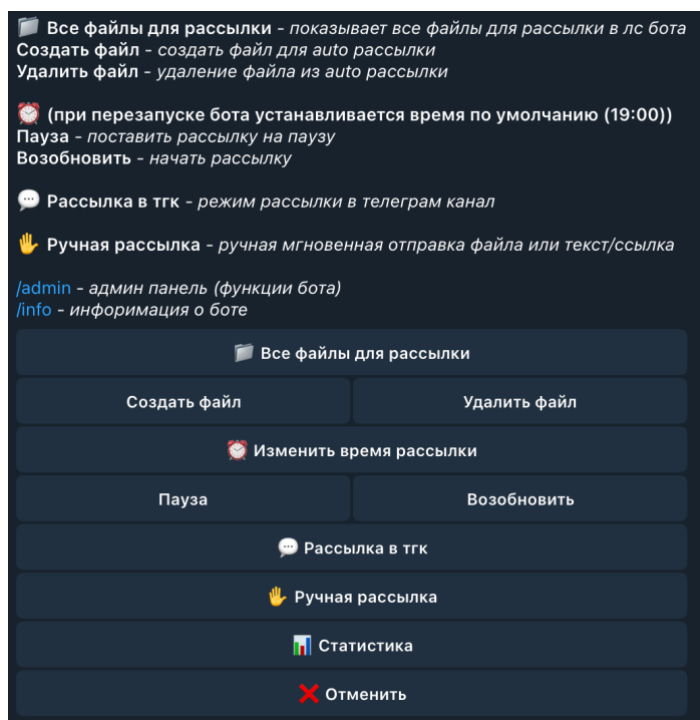 📁 Все файлы для рассылки - показывает все файлы для рассылки в лс бота
Создать файл - создать файл для auto рассылки
Удалить файл - удаление файла из auto рассылки
⏰ (при перезапуске бота устанавливается время по умолчанию (19:00))
Пауза - поставить рассылку на паузу
Возобновить - начать рассылку
💬 Рассылка в тгк - режим рассылки в телеграм канал
✋ Ручная рассылка - ручная мгновенная отправка файла или текст/ссылка
/admin - админ панель (функции бота)
/info - инфоримация о боте
📁 Все файлы для рассылки
Создать файл
Удалить файл
⏰ Изменить время рассылки
Пауза
Возобновить
💬 Рассылка в тгк
✋ Ручная рассылка
📊 Статистика
❌ Отменить